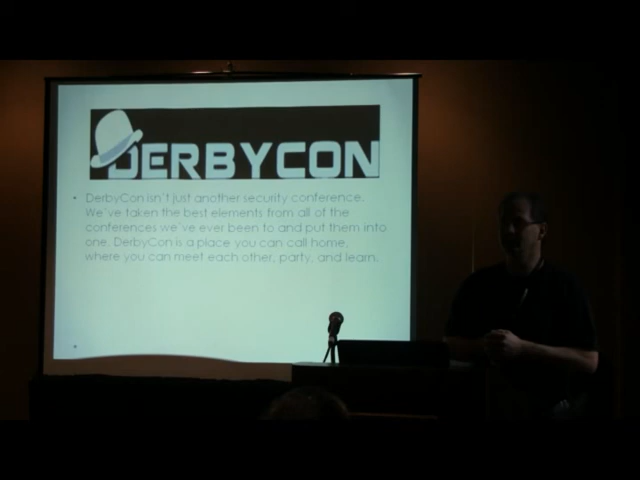 DERBYCON
• DerbyCon isn't just another security conference.
We've taken the best elements from all of the
conferences we've ever been to and put them into
one. DerbyCon is a place you can call home,
where you can meet each other, party, and learn.